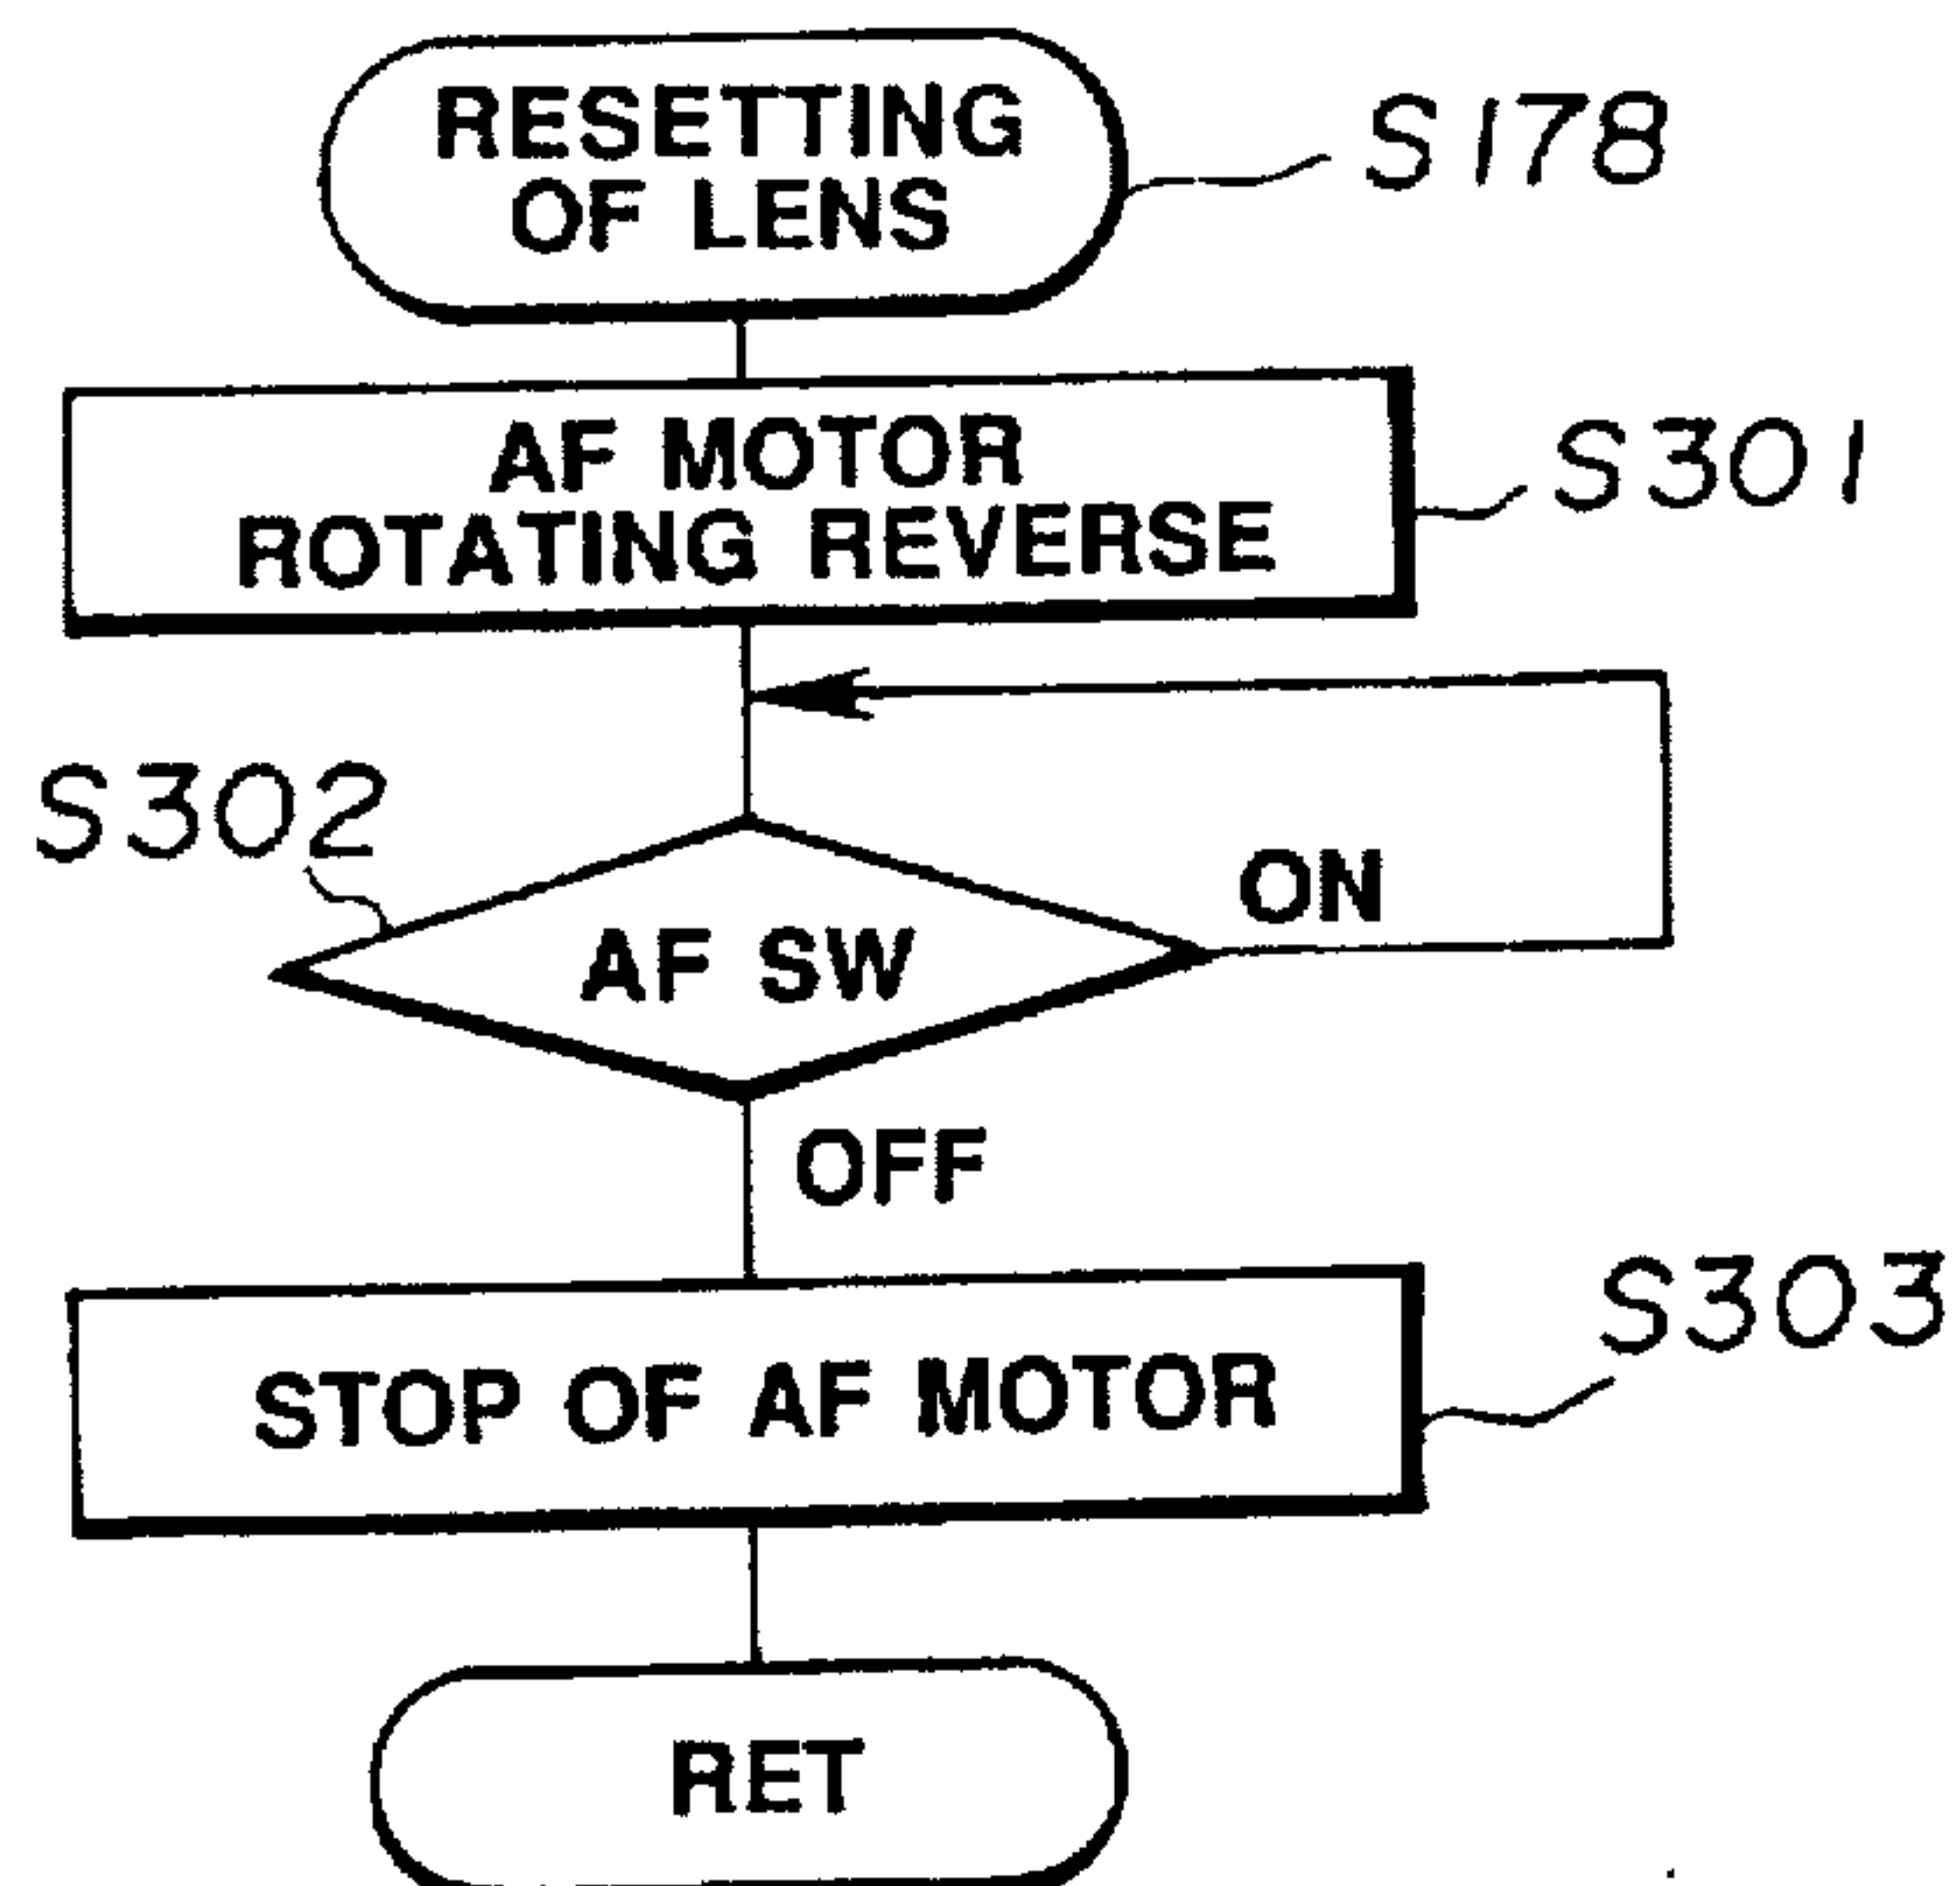 RESETTING
OF LENS
S178
AF MOTOR
ROTATING REVERSE
S301
S302
AF SW
ON
OFF
STOP OF AF MOTOR
S303
RET